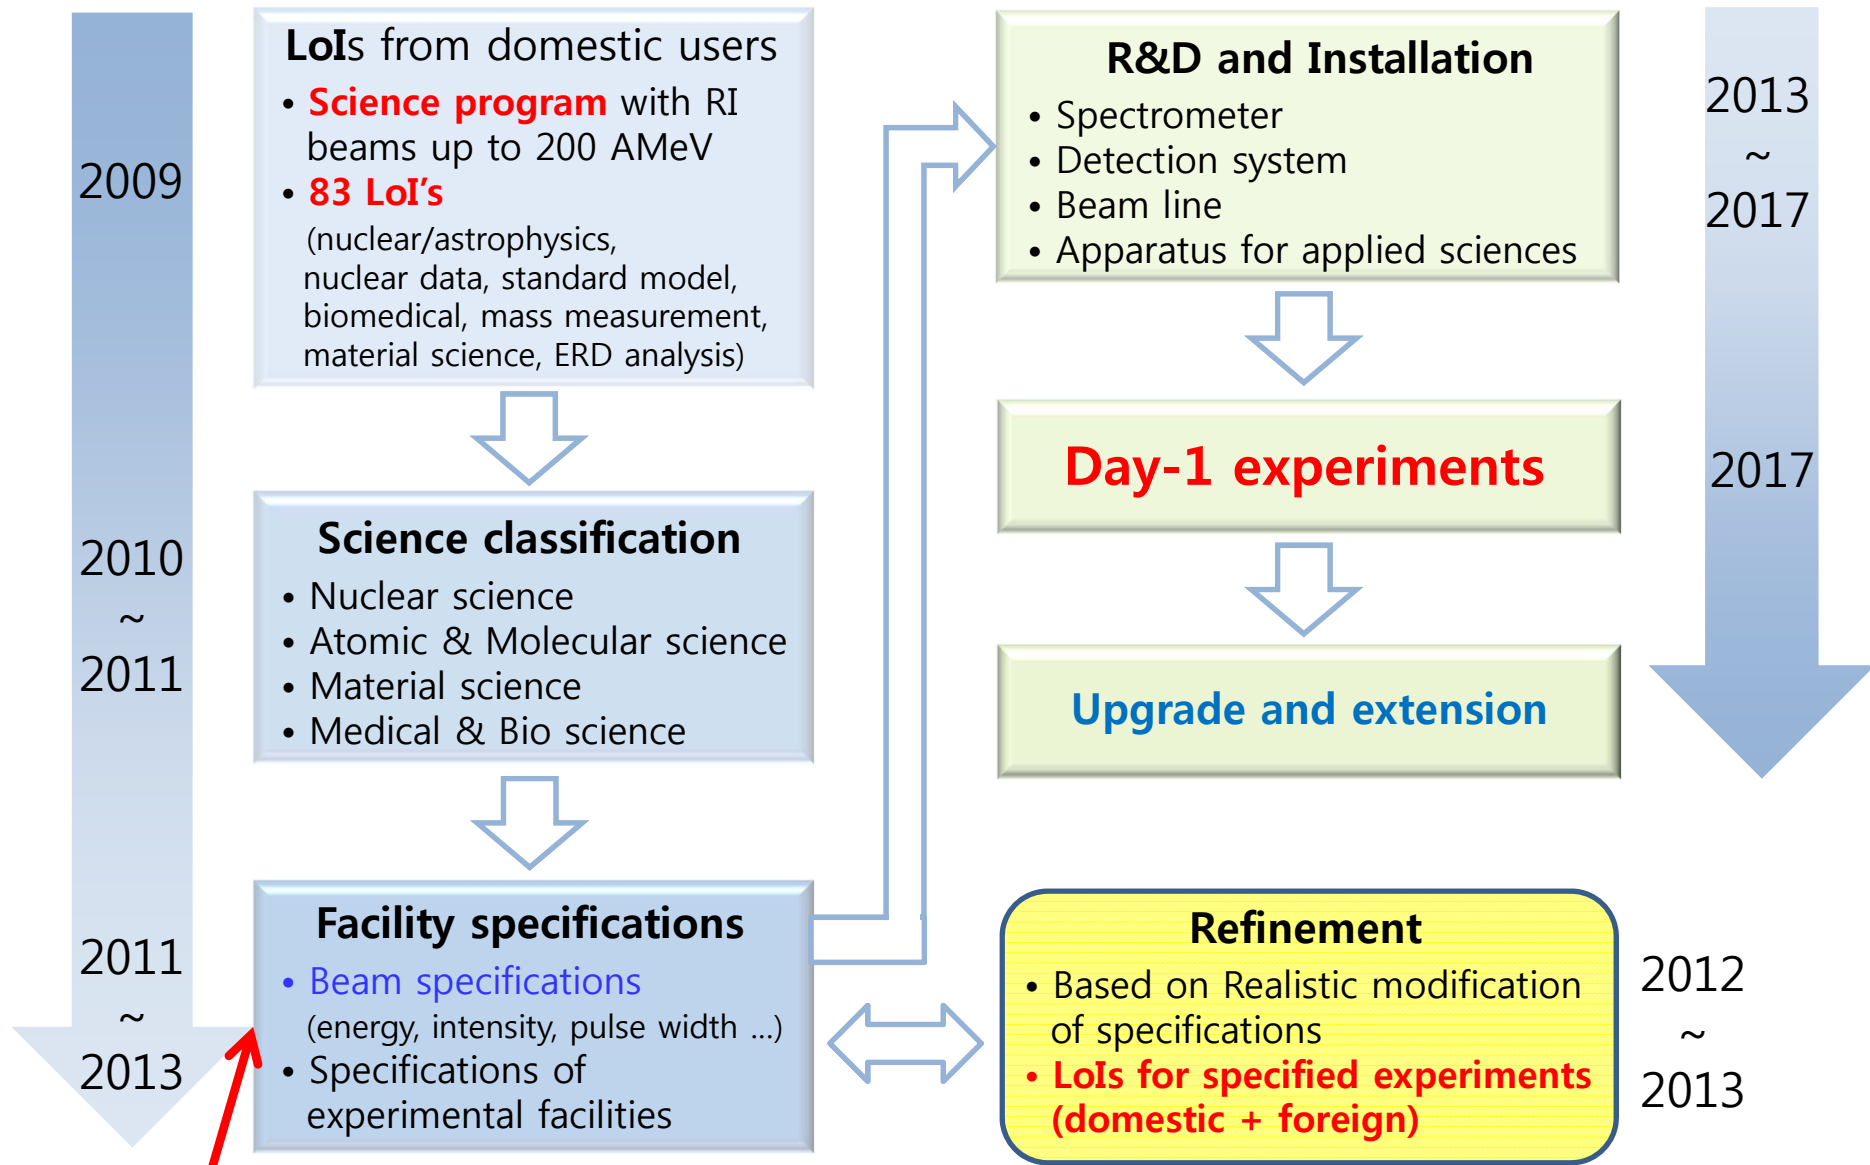 2009
2010
~
2011
2011
~
2013
LoIs from domestic users
• Science program with RI
beams up to 200 AMeV
• 83 LoI's
(nuclear/astrophysics,
nuclear data, standard model,
biomedical, mass measurement,
material science, ERD analysis)
Science classification
• Nuclear science
• Atomic & Molecular science
• Material science
• Medical & Bio science
Facility specifications
• Beam specifications
(energy, intensity, pulse width ...)
• Specifications of
experimental facilities
R&D and Installation
• Spectrometer
• Detection system
• Beam line
• Apparatus for applied sciences
Day-1 experiments
Upgrade and extension
2013
~
2017
2017
Refinement
• Based on Realistic modification
of specifications
• LoIs for specified experiments
(domestic + foreign)
2012
~
2013